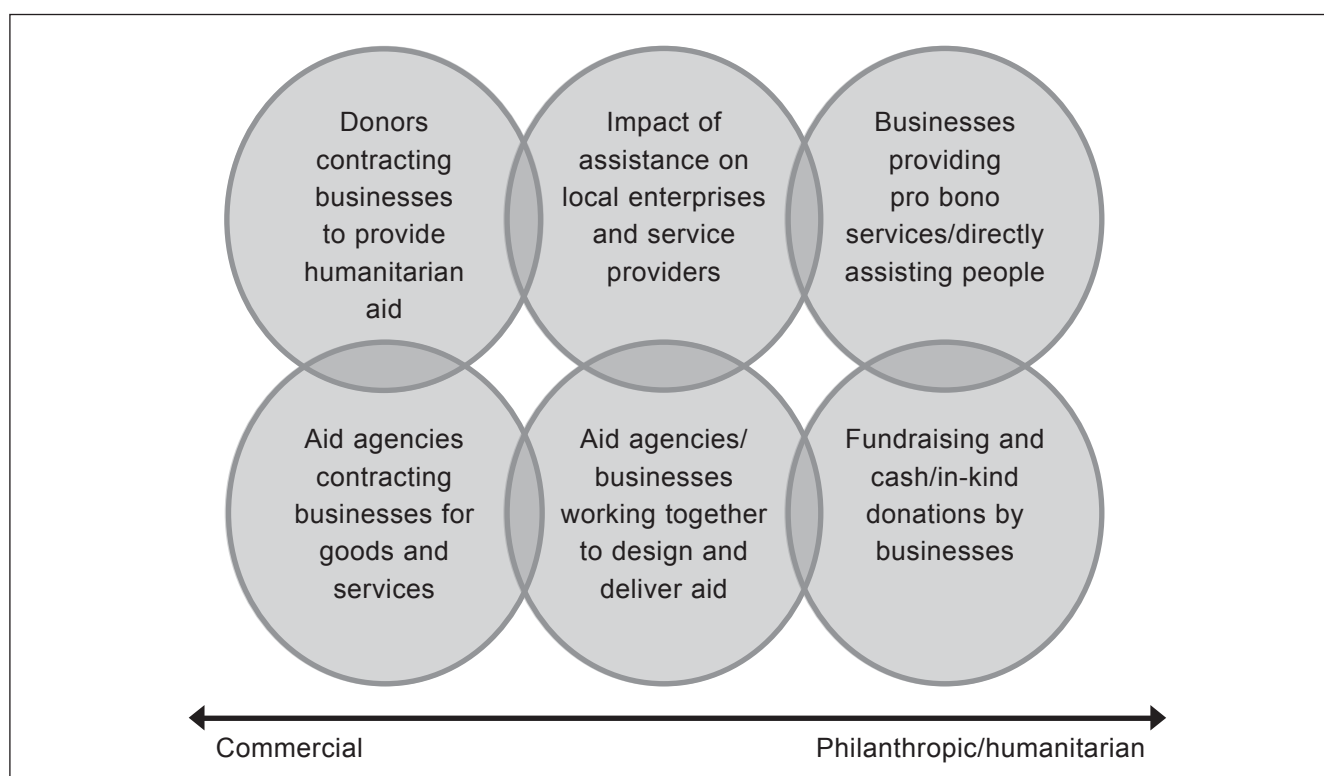 Donors
contracting
businesses
to provide
humanitarian
aid
Impact of
assistance on
local enterprises
and service
providers
Businesses
providing
pro bono
services/directly
assisting people
Aid agencies
contracting
businesses for
goods and
services
Aid agencies/
businesses
working together
to design and
deliver aid
Fundraising and
cash/in-kind
donations by
businesses
Commercial
Philanthropic/humanitarian